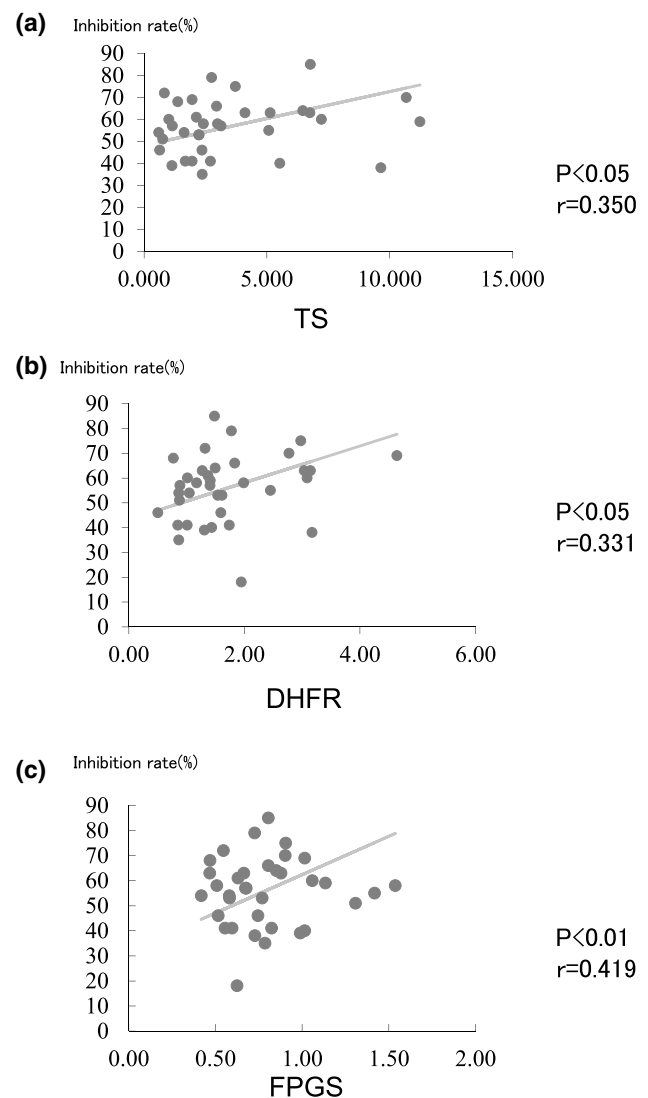 (a) Inhibition rate(%)
90
80
70
60
50
40
30
20
10
0
0.000 5.000 10.000 15.000
TS
P<0.05
r=0.350
(b) Inhibition rate(%)
90
80
70
60
50
40
30
20
10
0
0.00 2.00 4.00 6.00
DHFR
P<0.05
r=0.331
(c) Inhibition rate(%)
90
80
70
60
50
40
30
20
10
0
0.00 0.50 1.00 1.50 2.00
FPGS
P<0.01
r=0.419